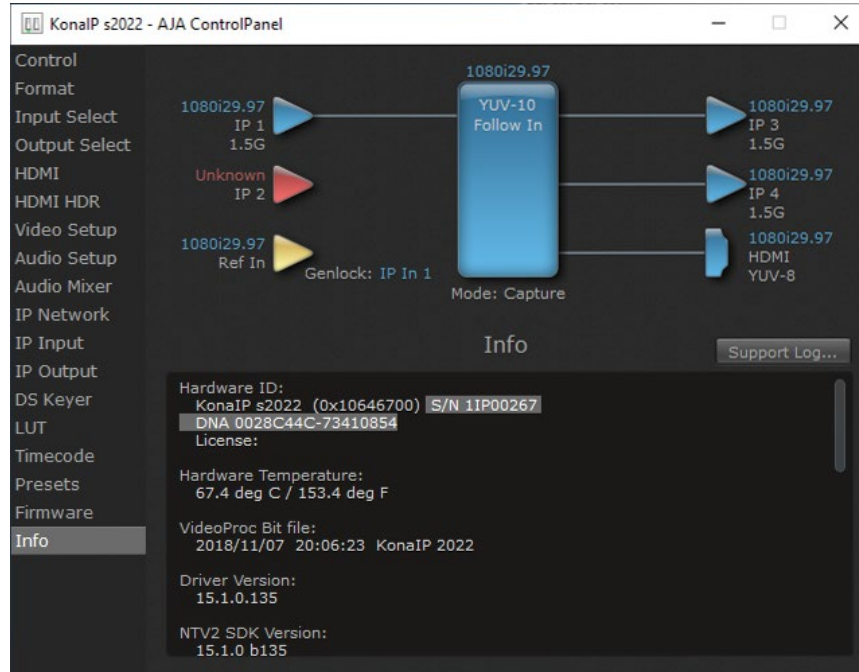 KonaIP s2022 - AJA ControlPanel
Control
Format
Input Select
Output Select
HDMI
HDMI HDR
Video Setup
Audio Setup
Audio Mixer
IP Network
IP Input
IP Output
DS Keyer
LUT
Timecode
Presets
Firmware
Info
1080i29.97
IP 1
1.5G
Unknown
IP 2
1080i29.97
Ref In
Genlock: IP In 1
1080i29.97
YUV-10
Follow In
Mode: Capture
1080i29.97
IP 3
1.5G
1080i29.97
IP 4
1.5G
1080i29.97
HDMI
YUV-8
Info
Support Log...
Hardware ID:
KonaIP s2022 (0x10646700) S/N 1IP00267
DNA 0028C44C-73410854
License:
Hardware Temperature:
67.4 deg C / 153.4 deg F
VideoProc Bit file:
2018/11/07 20:06:23 KonaIP 2022
Driver Version:
15.1.0.135
NTV2 SDK Version:
15.1.0 b135